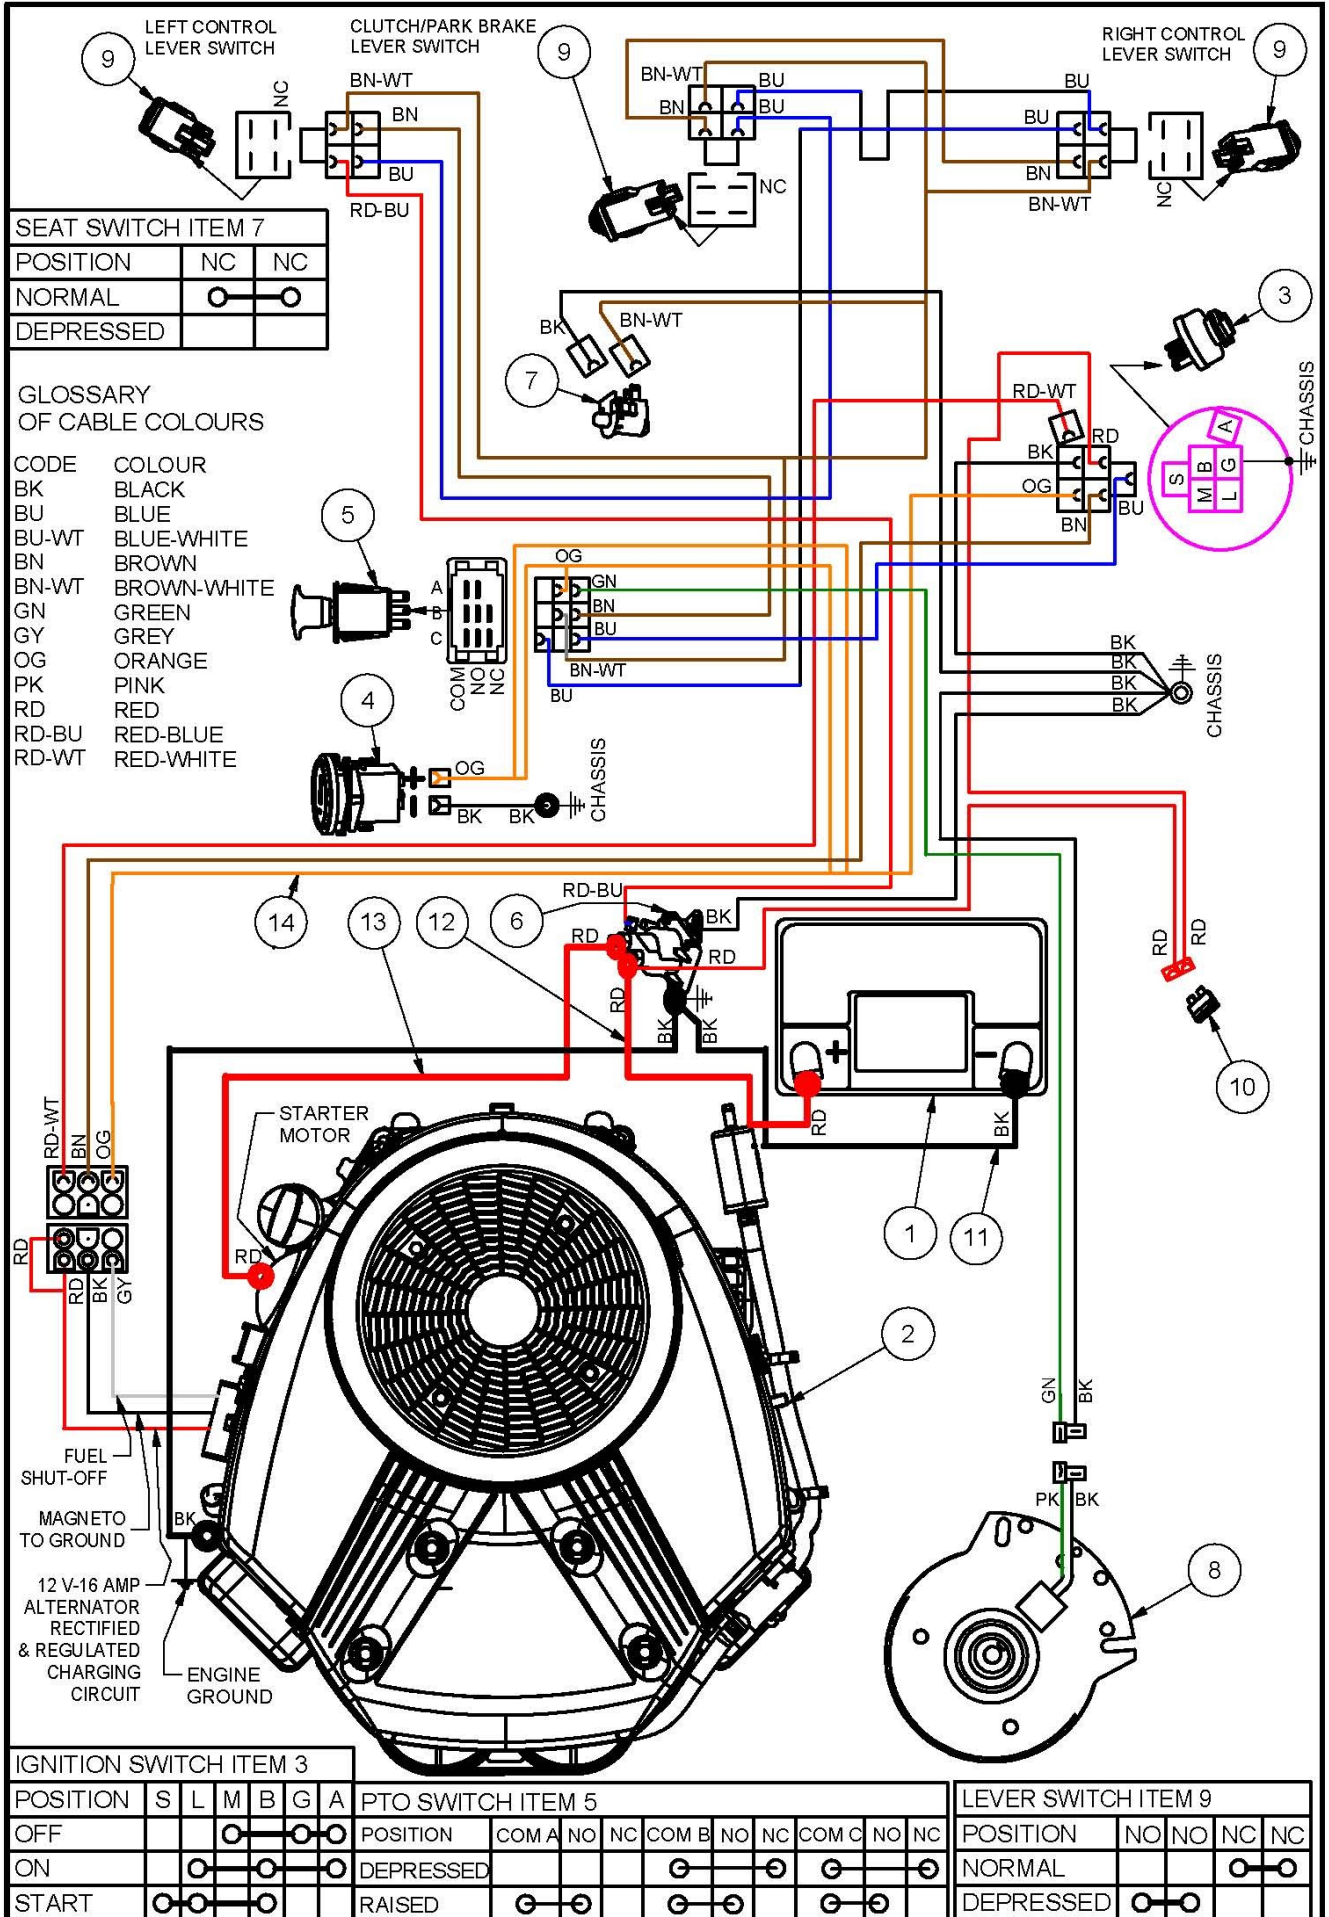 LEFT CONTROL
LEVER SWITCH
CLUTCH/PARK BRAKE
LEVER SWITCH
RIGHT CONTROL
LEVER SWITCH
9
9
9
NC
BN-WT
BN
BU
RD-BU
BN-WT
BN
BU
BU
NC
BU
BU
BN
BN-WT
NC
SEAT SWITCH ITEM 7
POSITION NC NC
NORMAL
DEPRESSED
GLOSSARY
OF CABLE COLOURS
CODE COLOUR
BK BLACK
BU BLUE
BU-WT BLUE-WHITE
BN BROWN
BN-WT BROWN-WHITE
GN GREEN
GY GREY
OG ORANGE
PK PINK
RD RED
RD-BU RED-BLUE
RD-WT RED-WHITE
BK
BN-WT
7
3
RD-WT
RD
BK
OG
BN
BU
CHASSIS
A
B G
S
M L
5
A
B
C
COM
NO
NC
OG
GN
BN
BU
BN-WT
BU
4
+
-
OG
BK
BK
CHASSIS
BK
BK
BK
BK
CHASSIS
14
13
12
6
RD-BU
BK
RD
RD
RD
BK
BK
+
-
RD
BK
1
11
RD
RD
10
RD-WT
BN
OG
RD
RD
BK
GY
STARTER
MOTOR
RD
2
GN
BK
PK
BK
8
FUEL
SHUT-OFF
MAGNETO
TO GROUND
BK
12 V-16 AMP
ALTERNATOR
RECTIFIED
& REGULATED
CHARGING
CIRCUIT
ENGINE
GROUND
IGNITION SWITCH ITEM 3
POSITION S L M B G A
OFF
ON
START
PTO SWITCH ITEM 5
POSITION COM A NO NC COM B NO NC COM C NO NC
DEPRESSED
RAISED
LEVER SWITCH ITEM 9
POSITION NO NO NC NC
NORMAL
DEPRESSED